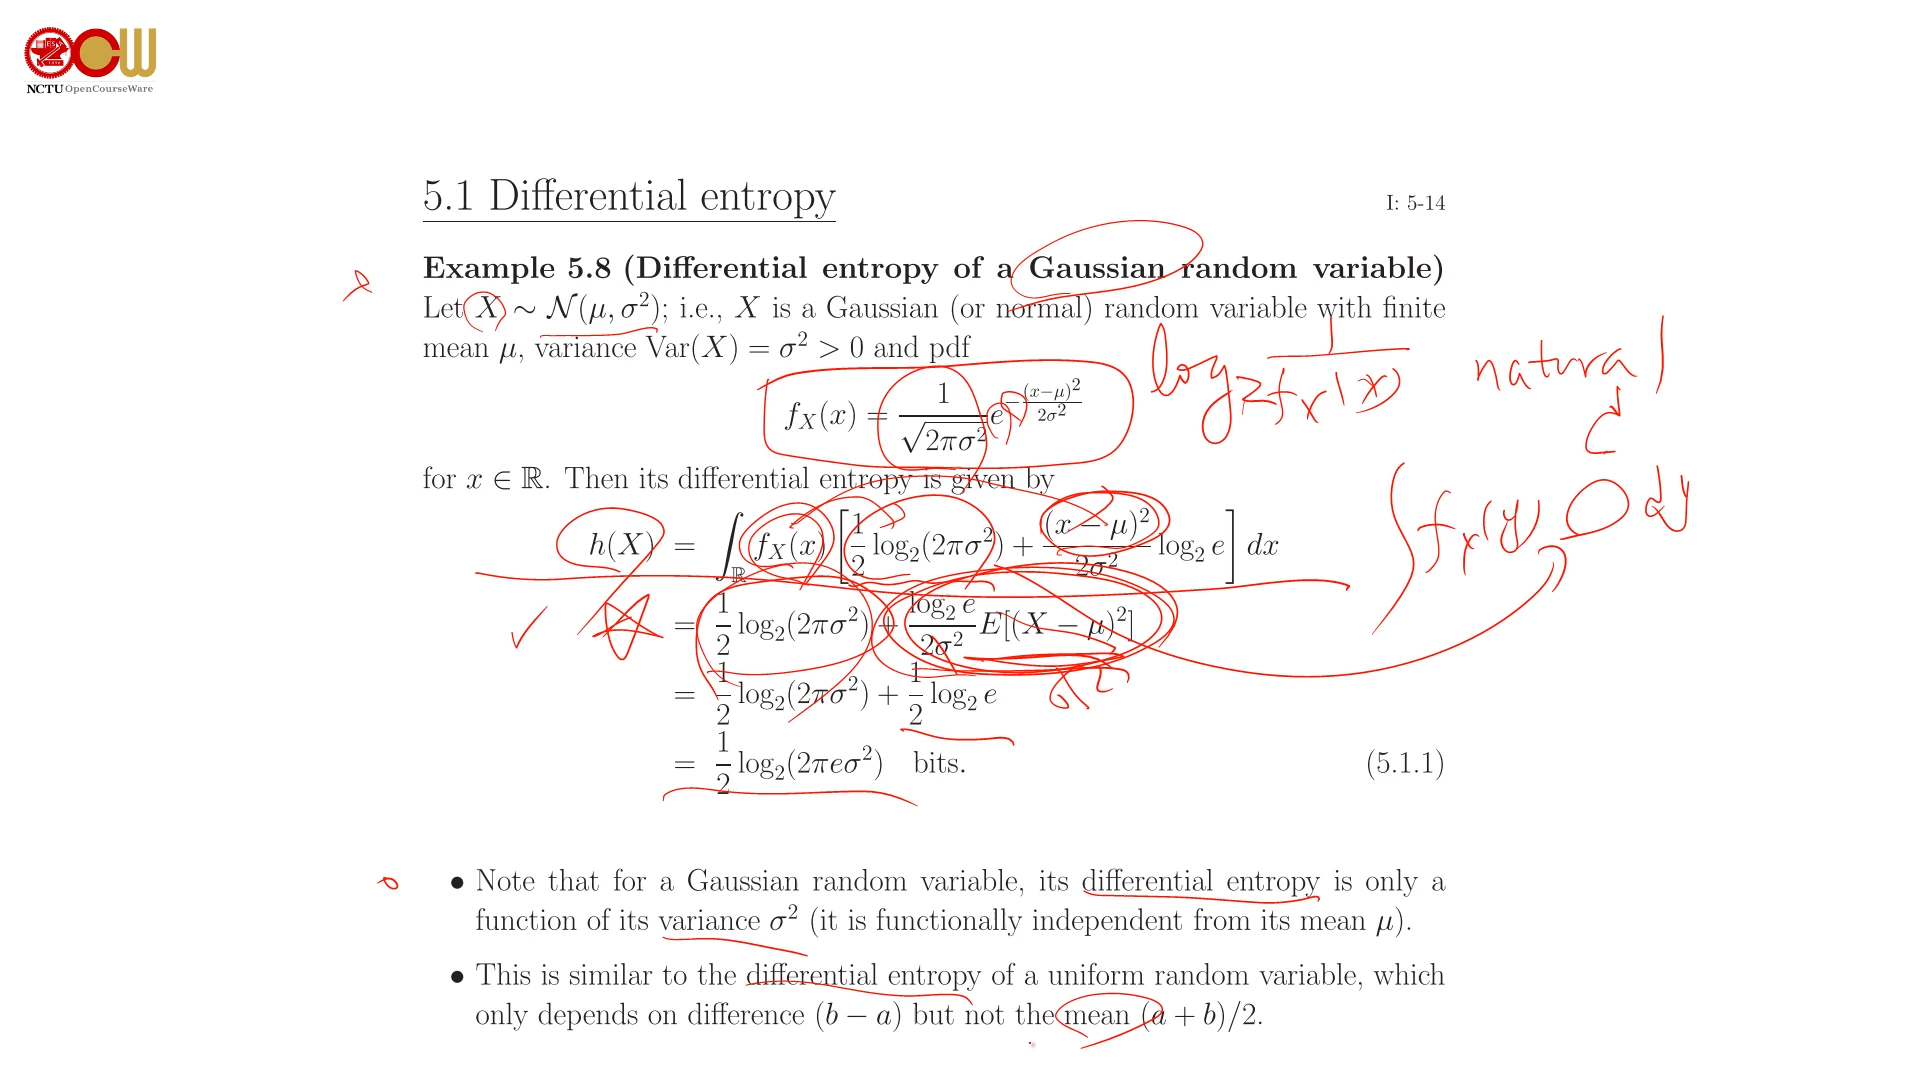 NCTU OpenCourseWare
5.1 Differential entropy
I: 5-14
Example 5.8 (Differential entropy of a Gaussian random variable)
Let X ∼ 𝒩(μ, σ²); i.e., X is a Gaussian (or normal) random variable with finite
mean μ, variance Var(X) = σ² > 0 and pdf
f_X(x) = 1/√(2πσ²) e^{−(x−μ)²/(2σ²)}
log₂ 1/f_X(x)
natural
for x ∈ ℝ. Then its differential entropy is given by
h(X) = ∫_ℝ f_X(x) [1/2 log₂(2πσ²) + (x − μ)²/(2σ²) log₂ e] dx
= 1/2 log₂(2πσ²) + (log₂ e)/(2σ²) E[(X − μ)²]
σ²
= 1/2 log₂(2πσ²) + 1/2 log₂ e
= 1/2 log₂(2πeσ²) bits. (5.1.1)
• Note that for a Gaussian random variable, its differential entropy is only a
function of its variance σ² (it is functionally independent from its mean μ).
• This is similar to the differential entropy of a uniform random variable, which
only depends on difference (b − a) but not the mean (a + b)/2.